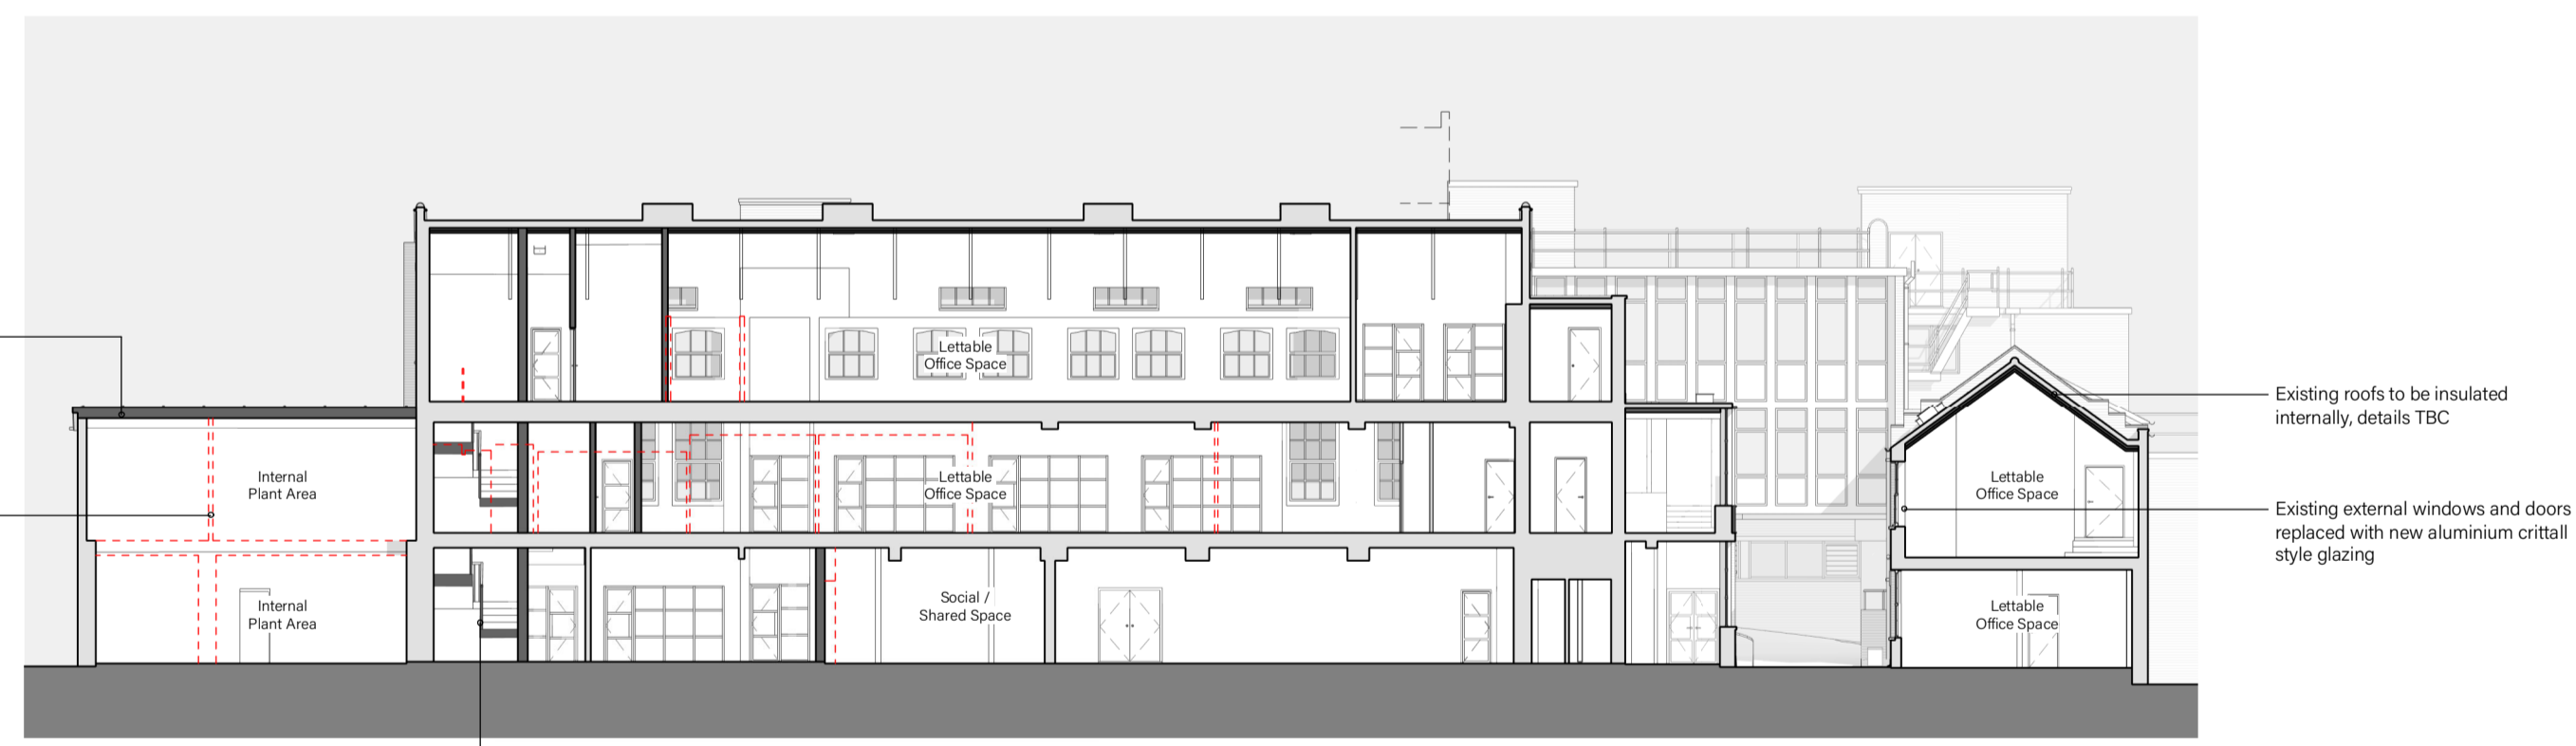 Lettable
Office Space
Existing roofs to be insulated
internally, details TBC
Internal
Plant Area
Lettable
Office Space
Lettable
Office Space
Existing external windows and doors
replaced with new aluminium crittall
style glazing
Internal
Plant Area
Social /
Shared Space
Lettable
Office Space